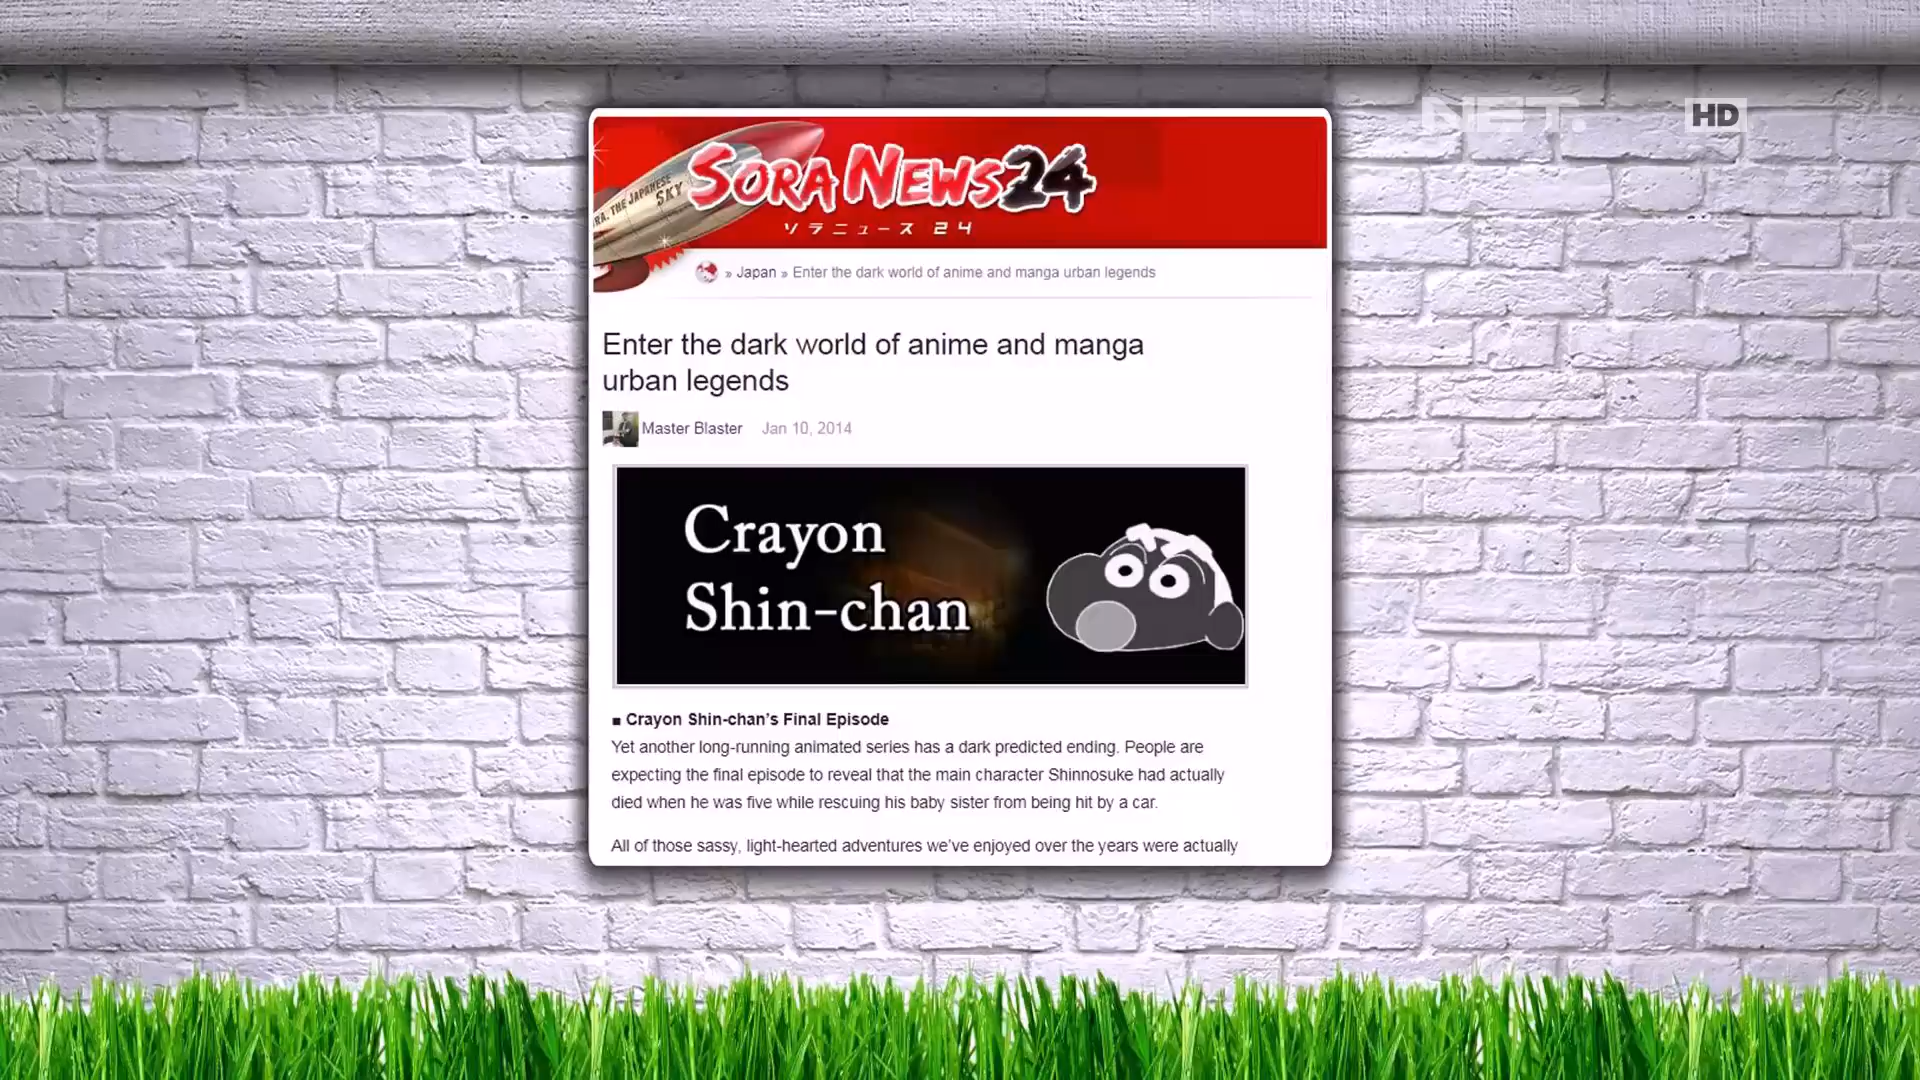 NET.
HD
SORA NEWS24
RA, THE JAPANESE
SKY
ソラニュース 24
» Japan » Enter the dark world of anime and manga urban legends
Enter the dark world of anime and manga
urban legends
Master Blaster Jan 10, 2014
Crayon
Shin-chan
■ Crayon Shin-chan’s Final Episode
Yet another long-running animated series has a dark predicted ending. People are
expecting the final episode to reveal that the main character Shinnosuke had actually
died when he was five while rescuing his baby sister from being hit by a car.
All of those sassy, light-hearted adventures we’ve enjoyed over the years were actually